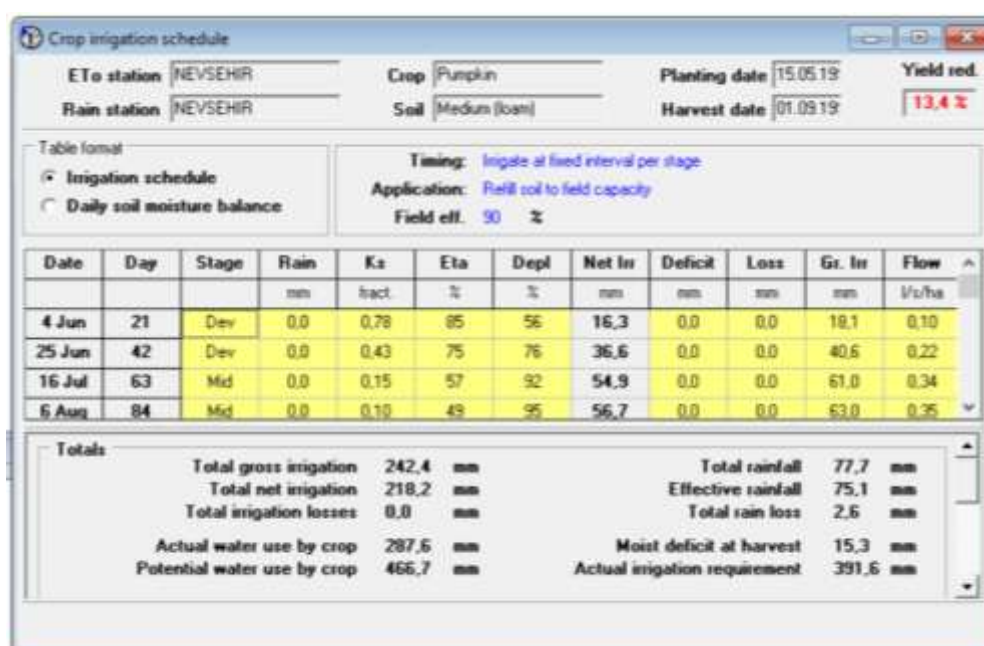 Crop irrigation schedule
ETo station NEVSEHIR Crop Pumpkin Planting date 15.05.19 Yield red.
Rain station NEVSEHIR Soil Medium (loam) Harvest date 01.09.19 13,4 %
Table format
Irrigation schedule
Daily soil moisture balance
Timing: Irrigate at fixed interval per stage
Application: Refill soil to field capacity
Field eff. 90 %
Date Day Stage Rain Ks Eta Depl Net Irr Deficit Loss Gr. Irr Flow
mm fract. % % mm mm mm mm l/s/ha
4 Jun 21 Dev 0,0 0,78 85 56 16,3 0,0 0,0 18,1 0,10
25 Jun 42 Dev 0,0 0,43 75 76 36,6 0,0 0,0 40,6 0,22
16 Jul 63 Mid 0,0 0,15 57 92 54,9 0,0 0,0 61,0 0,34
6 Aug 84 Mid 0,0 0,10 49 95 56,7 0,0 0,0 63,0 0,35
Totals
Total gross irrigation 242,4 mm Total rainfall 77,7 mm
Total net irrigation 218,2 mm Effective rainfall 75,1 mm
Total irrigation losses 0,0 mm Total rain loss 2,6 mm
Actual water use by crop 287,6 mm Moist deficit at harvest 15,3 mm
Potential water use by crop 466,7 mm Actual irrigation requirement 391,6 mm